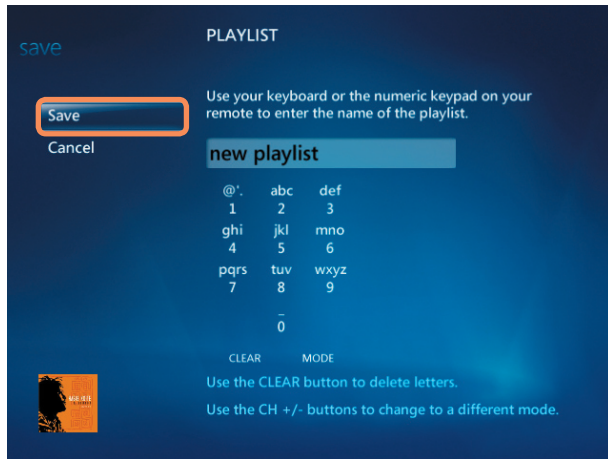 save
PLAYLIST
Save
Cancel
Use your keyboard or the numeric keypad on your
remote to enter the name of the playlist.
new playlist
@'. abc def
1 2 3
ghi jkl mno
4 5 6
pqrs tuv wxyz
7 8 9
_
0
CLEAR MODE
Use the CLEAR button to delete letters.
Use the CH +/- buttons to change to a different mode.